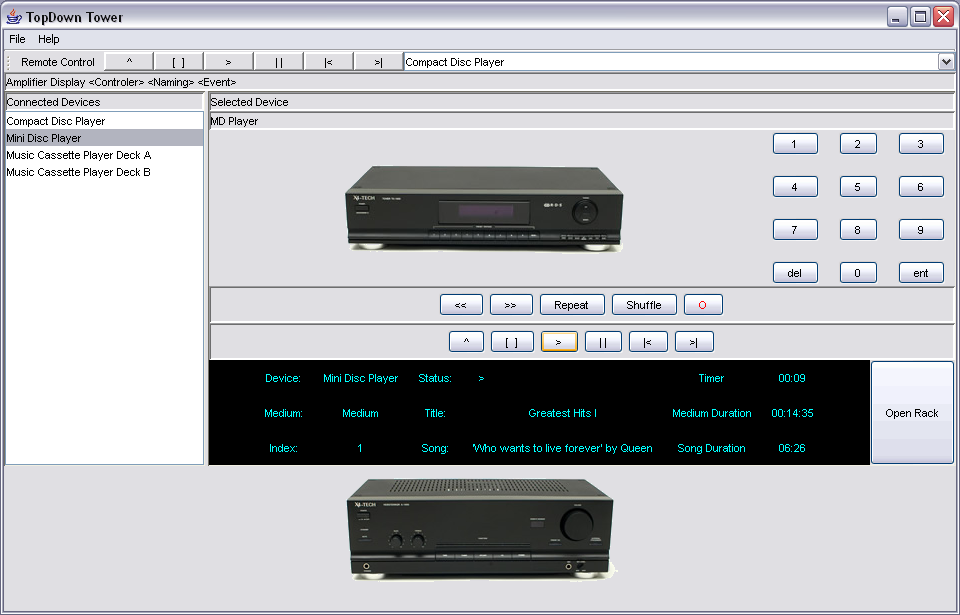 TopDown Tower
File Help
Remote Control ^ [ ] > || |< >| Compact Disc Player
Amplifier Display <Controler> <Naming> <Event>
Connected Devices
Compact Disc Player
Mini Disc Player
Music Cassette Player Deck A
Music Cassette Player Deck B
Selected Device
MD Player
X4-TECH
1 2 3
4 5 6
7 8 9
del 0 ent
<< >> Repeat Shuffle O
^ [ ] > || |< >|
Device: Mini Disc Player Status: > Timer 00:09
Medium: Medium Title: Greatest Hits I Medium Duration 00:14:35
Index: 1 Song: 'Who wants to live forever' by Queen Song Duration 06:26
Open Rack
X4-TECH